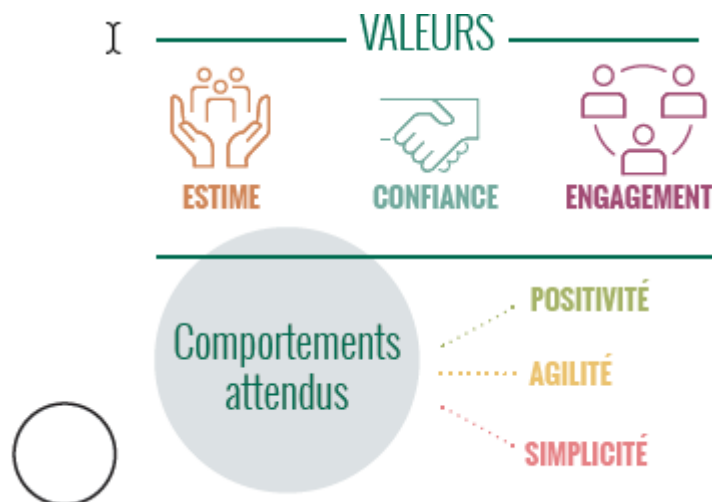 VALEURS
ESTIME CONFIANCE ENGAGEMENT
POSITIVITÉ
Comportements
attendus
AGILITÉ
SIMPLICITÉ